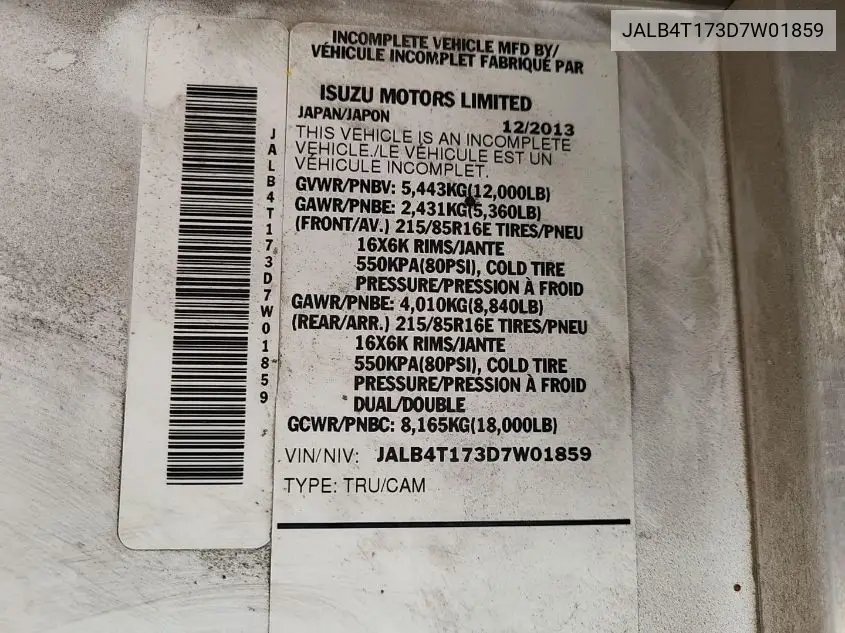 JALB4T173D7W01859
INCOMPLETE VEHICLE MFD BY/
VÉHICULE INCOMPLET FABRIQUÉ PAR
ISUZU MOTORS LIMITED
JAPAN/JAPON
12/2013
THIS VEHICLE IS AN INCOMPLETE
VEHICLE./LE VÉHICULE EST UN
VÉHICULE INCOMPLET.
GVWR/PNBV: 5,443KG(12,000LB)
GAWR/PNBE: 2,431KG(5,360LB)
(FRONT/AV.) 215/85R16E TIRES/PNEU
16X6K RIMS/JANTE
550KPA(80PSI), COLD TIRE
PRESSURE/PRESSION À FROID
GAWR/PNBE: 4,010KG(8,840LB)
(REAR/ARR.) 215/85R16E TIRES/PNEU
16X6K RIMS/JANTE
550KPA(80PSI), COLD TIRE
PRESSURE/PRESSION À FROID
DUAL/DOUBLE
GCWR/PNBC: 8,165KG(18,000LB)
VIN/NIV: JALB4T173D7W01859
TYPE: TRU/CAM
JALB4T173D7W01859